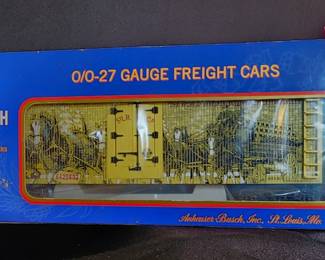 O/O-27 GAUGE FREIGHT CARS
H
Anheuser-Busch, Inc., St. Louis, Mo.